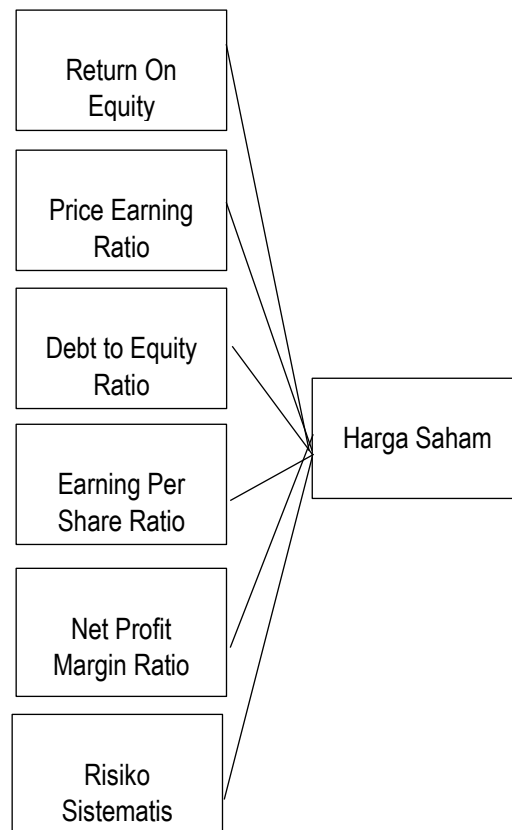 Return On
Equity
Price Earning
Ratio
Debt to Equity
Ratio
Harga Saham
Earning Per
Share Ratio
Net Profit
Margin Ratio
Risiko
Sistematis